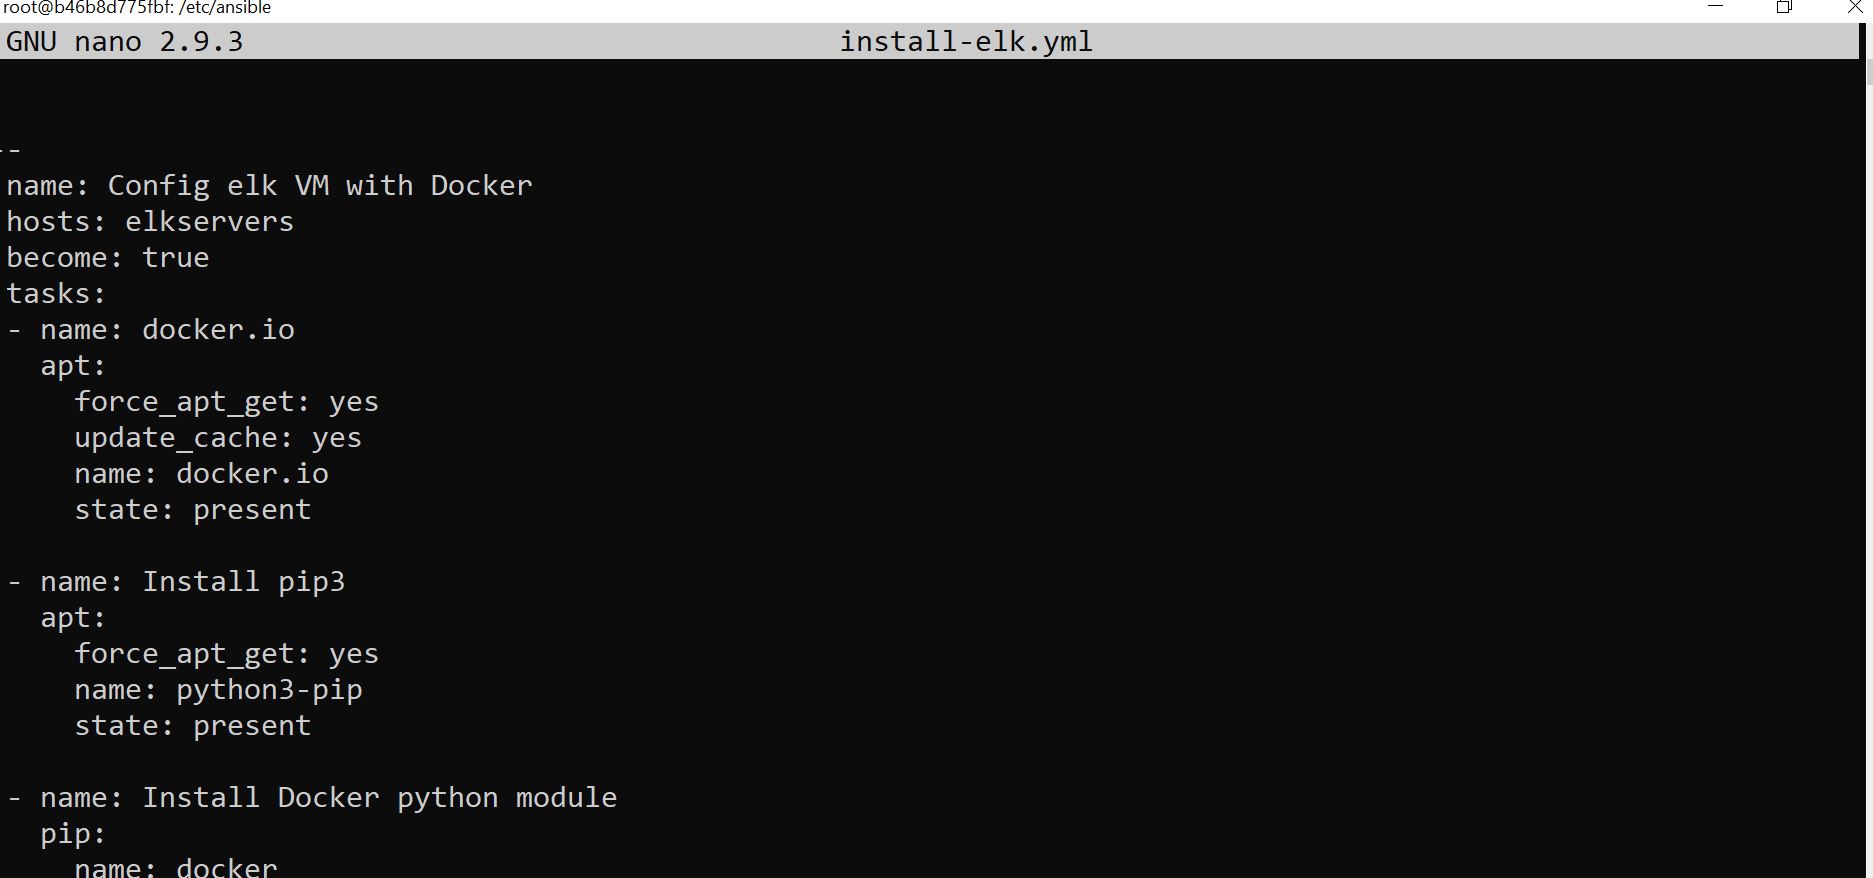 root@b46b8d775fbf: /etc/ansible
GNU nano 2.9.3 install-elk.yml
--
name: Config elk VM with Docker
hosts: elkservers
become: true
tasks:
- name: docker.io
  apt:
    force_apt_get: yes
    update_cache: yes
    name: docker.io
    state: present
- name: Install pip3
  apt:
    force_apt_get: yes
    name: python3-pip
    state: present
- name: Install Docker python module
  pip:
    name: docker